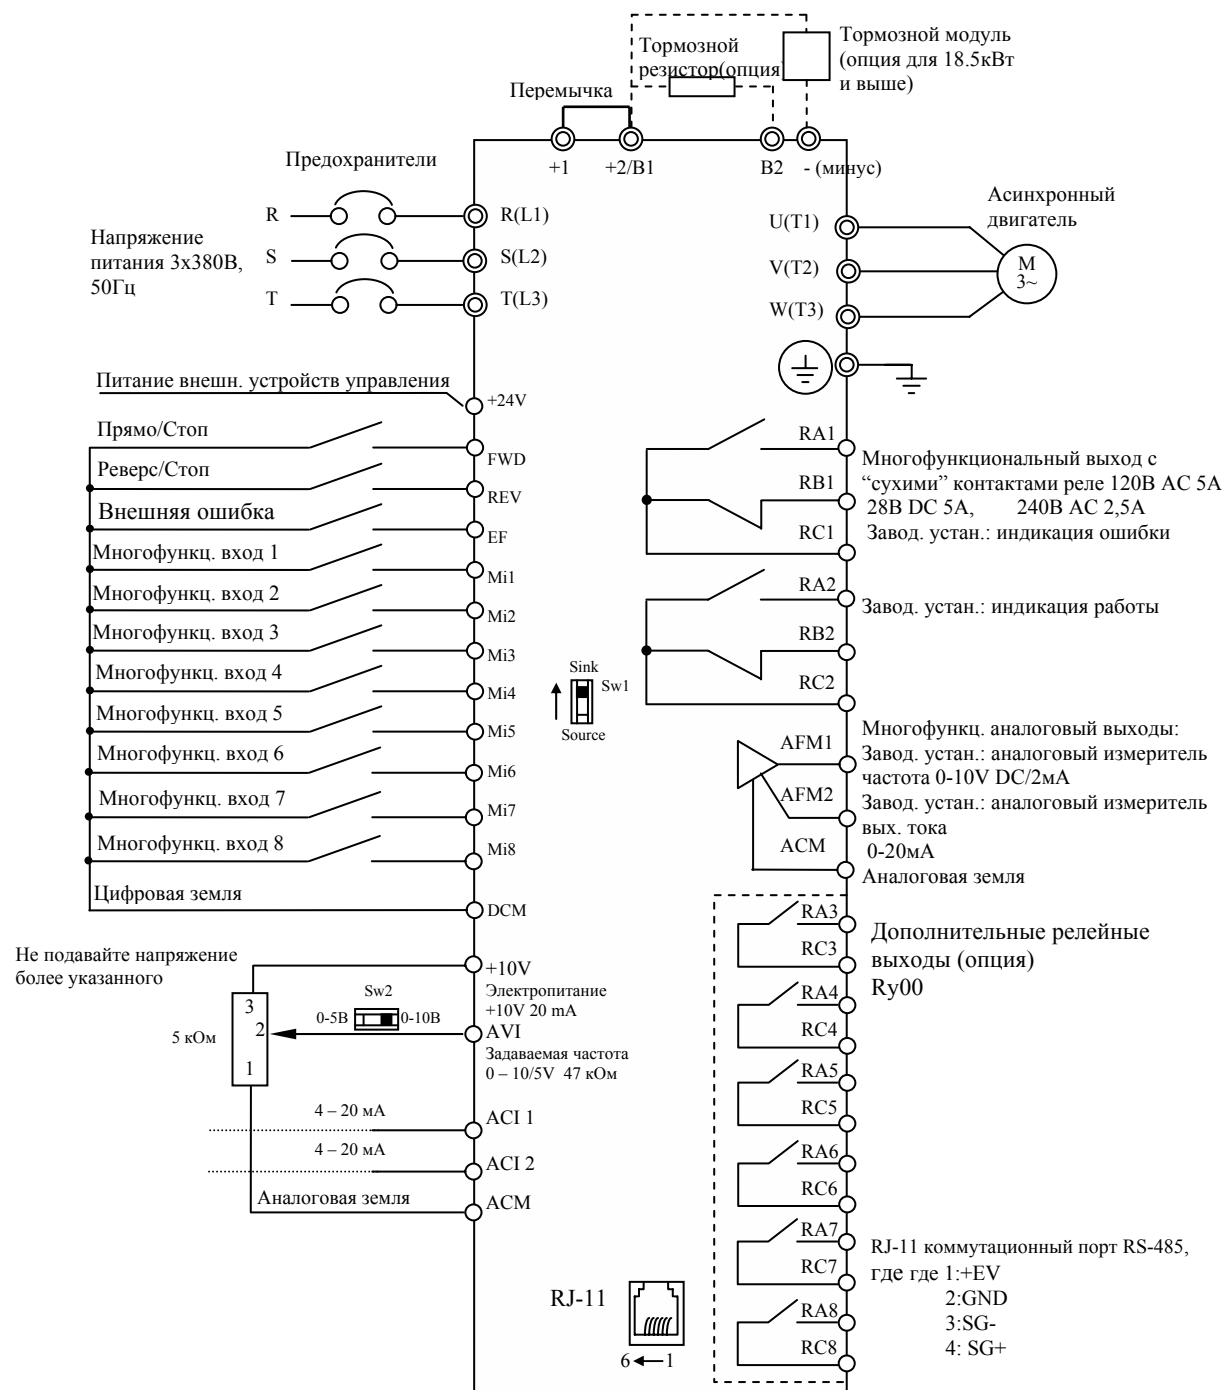 Тормозной
резистор(опция)
Тормозной модуль
(опция для 18.5кВт
и выше)
Перемычка
+1
+2/B1
B2
- (минус)
Предохранители
R
R(L1)
Напряжение
питания 3х380В,
50Гц
S
S(L2)
T
T(L3)
U(T1)
V(T2)
W(T3)
Асинхронный
двигатель
M
3~
Питание внешн. устройств управления
+24V
Прямо/Стоп
FWD
Реверс/Стоп
REV
Внешняя ошибка
EF
Многофункц. вход 1
Mi1
Многофункц. вход 2
Mi2
Многофункц. вход 3
Mi3
Многофункц. вход 4
Mi4
Многофункц. вход 5
Mi5
Многофункц. вход 6
Mi6
Многофункц. вход 7
Mi7
Многофункц. вход 8
Mi8
Цифровая земля
DCM
Sink
Sw1
Source
RA1
RB1
RC1
Многофункциональный выход с
“сухими” контактами реле 120В AC 5А
28В DC 5А, 240В AC 2,5А
Завод. устан.: индикация ошибки
RA2
RB2
RC2
Завод. устан.: индикация работы
AFM1
AFM2
ACM
Многофункц. аналоговый выходы:
Завод. устан.: аналоговый измеритель
частота 0-10V DC/2мА
Завод. устан.: аналоговый измеритель
вых. тока
0-20мА
Аналоговая земля
Не подавайте напряжение
более указанного
+10V
Электропитание
+10V 20 mA
Sw2
0-5В
0-10В
3
2
1
5 кОм
AVI
Задаваемая частота
0 – 10/5V 47 кОм
4 – 20 мА
ACI 1
4 – 20 мА
ACI 2
Аналоговая земля
ACM
RA3
RC3
RA4
RC4
RA5
RC5
RA6
RC6
RA7
RC7
RA8
RC8
Дополнительные релейные
выходы (опция)
Ry00
RJ-11
6
1
RJ-11 коммутационный порт RS-485,
где где 1:+EV
2:GND
3:SG-
4: SG+